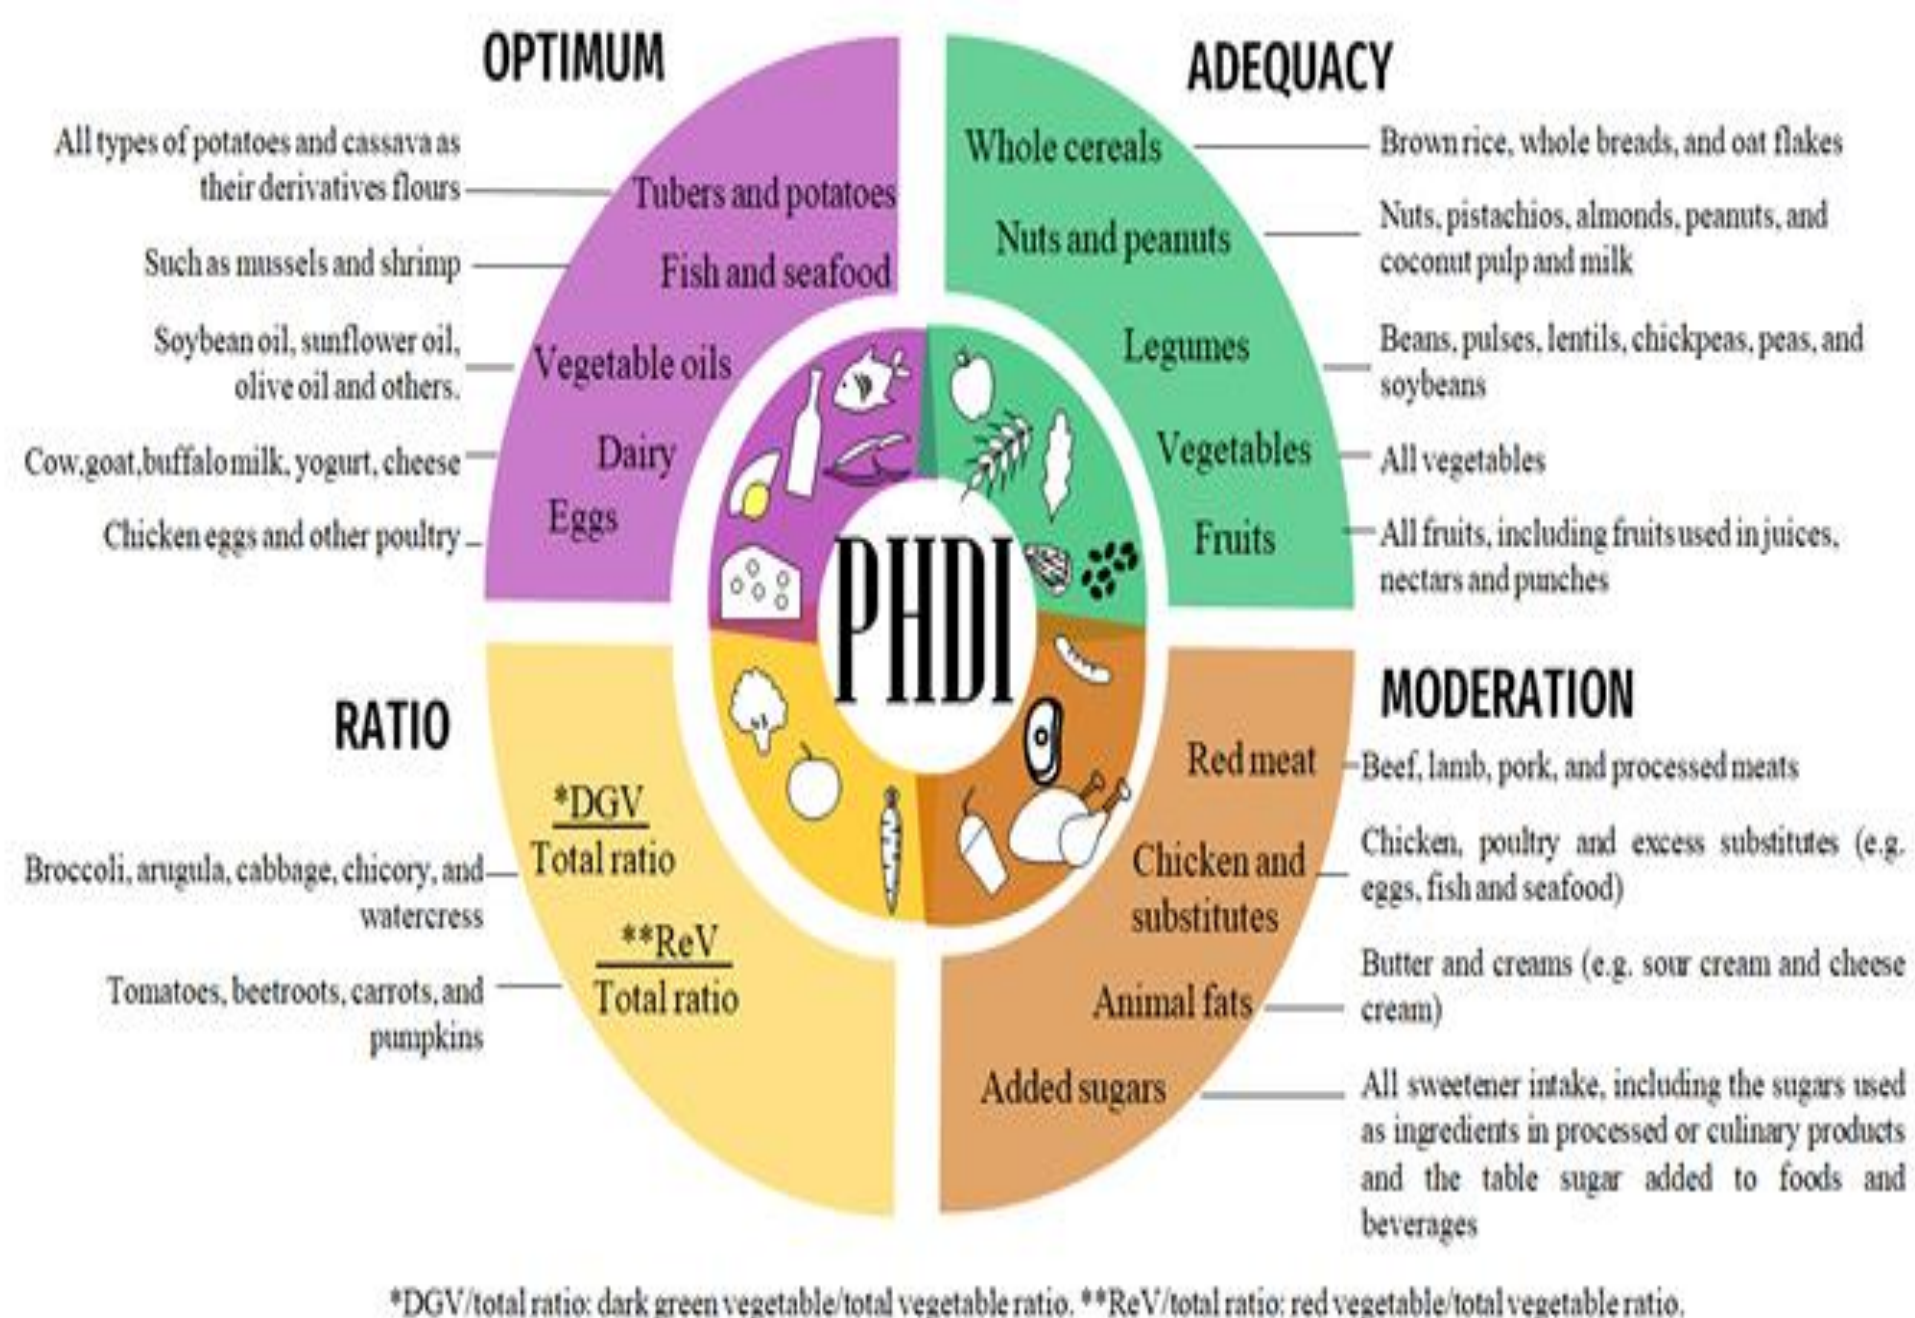 OPTIMUM
All types of potatoes and cassava as
their derivatives flours
Tubers and potatoes
Such as mussels and shrimp
Fish and seafood
Soybean oil, sunflower oil,
olive oil and others.
Vegetable oils
Cow,goat,buffalo milk, yogurt, cheese
Dairy
Chicken eggs and other poultry
Eggs
ADEQUACY
Whole cereals
Brown rice, whole breads, and oat flakes
Nuts and peanuts
Nuts, pistachios, almonds, peanuts, and
coconut pulp and milk
Legumes
Beans, pulses, lentils, chickpeas, peas, and
soybeans
Vegetables
All vegetables
Fruits
All fruits, including fruits used in juices,
nectars and punches
PHDI
RATIO
*DGV
Total ratio
Broccoli, arugula, cabbage, chicory, and
watercress
**ReV
Total ratio
Tomatoes, beetroots, carrots, and
pumpkins
MODERATION
Red meat
Beef, lamb, pork, and processed meats
Chicken and
substitutes
Chicken, poultry and excess substitutes (e.g.
eggs, fish and seafood)
Animal fats
Butter and creams (e.g. sour cream and cheese
cream)
Added sugars
All sweetener intake, including the sugars used
as ingredients in processed or culinary products
and the table sugar added to foods and
beverages
*DGV/total ratio: dark green vegetable/total vegetable ratio. **ReV/total ratio: red vegetable/total vegetable ratio.